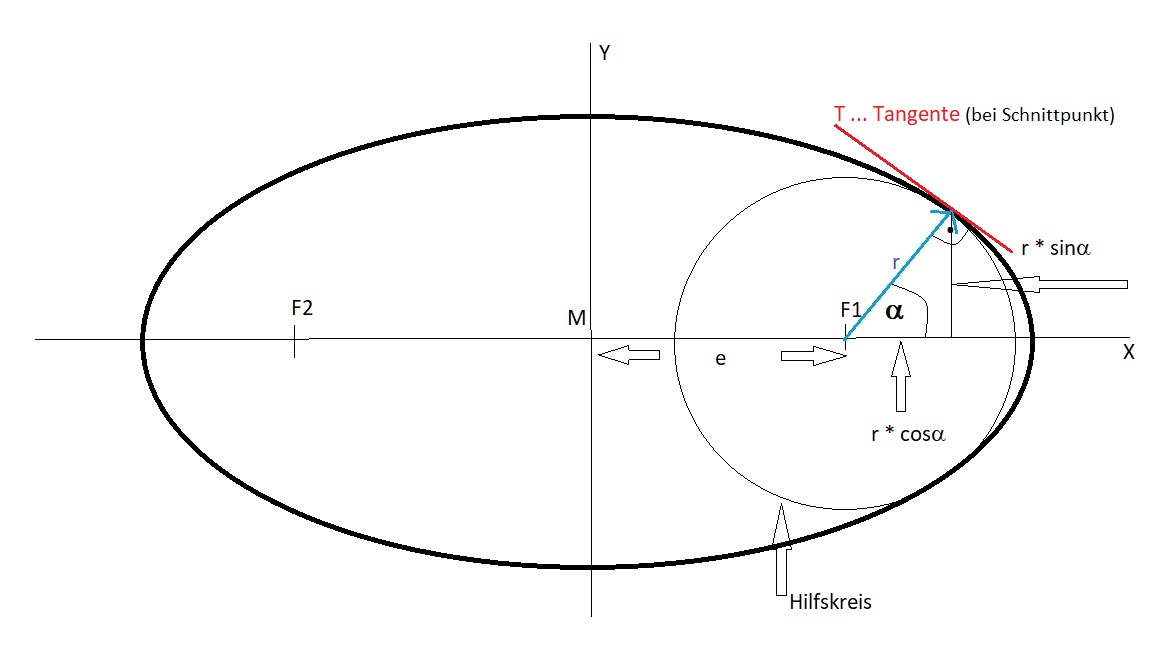 Y
T ... Tangente (bei Schnittpunkt)
r * sinα
r
F2
M
F1
α
X
e
r * cosα
Hilfskreis